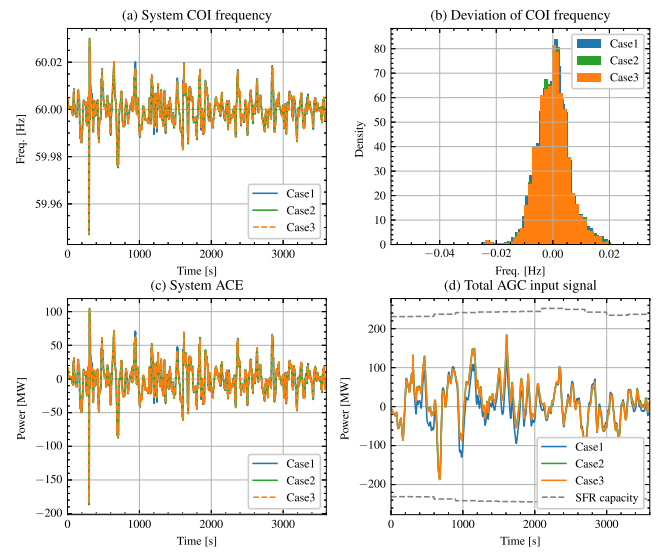 (a) System COI frequency
60.02
60.00
59.98
59.96
Freq. [Hz]
0
1000
2000
3000
Time [s]
Case1
Case2
Case3
(b) Deviation of COI frequency
80
70
60
50
40
30
20
10
0
Density
−0.04
−0.02
0.00
0.02
Freq. [Hz]
Case1
Case2
Case3
(c) System ACE
100
50
0
−50
−100
−150
−200
Power [MW]
0
1000
2000
3000
Time [s]
Case1
Case2
Case3
(d) Total AGC input signal
200
100
0
−100
−200
Power [MW]
0
1000
2000
3000
Time [s]
Case1
Case2
Case3
SFR capacity